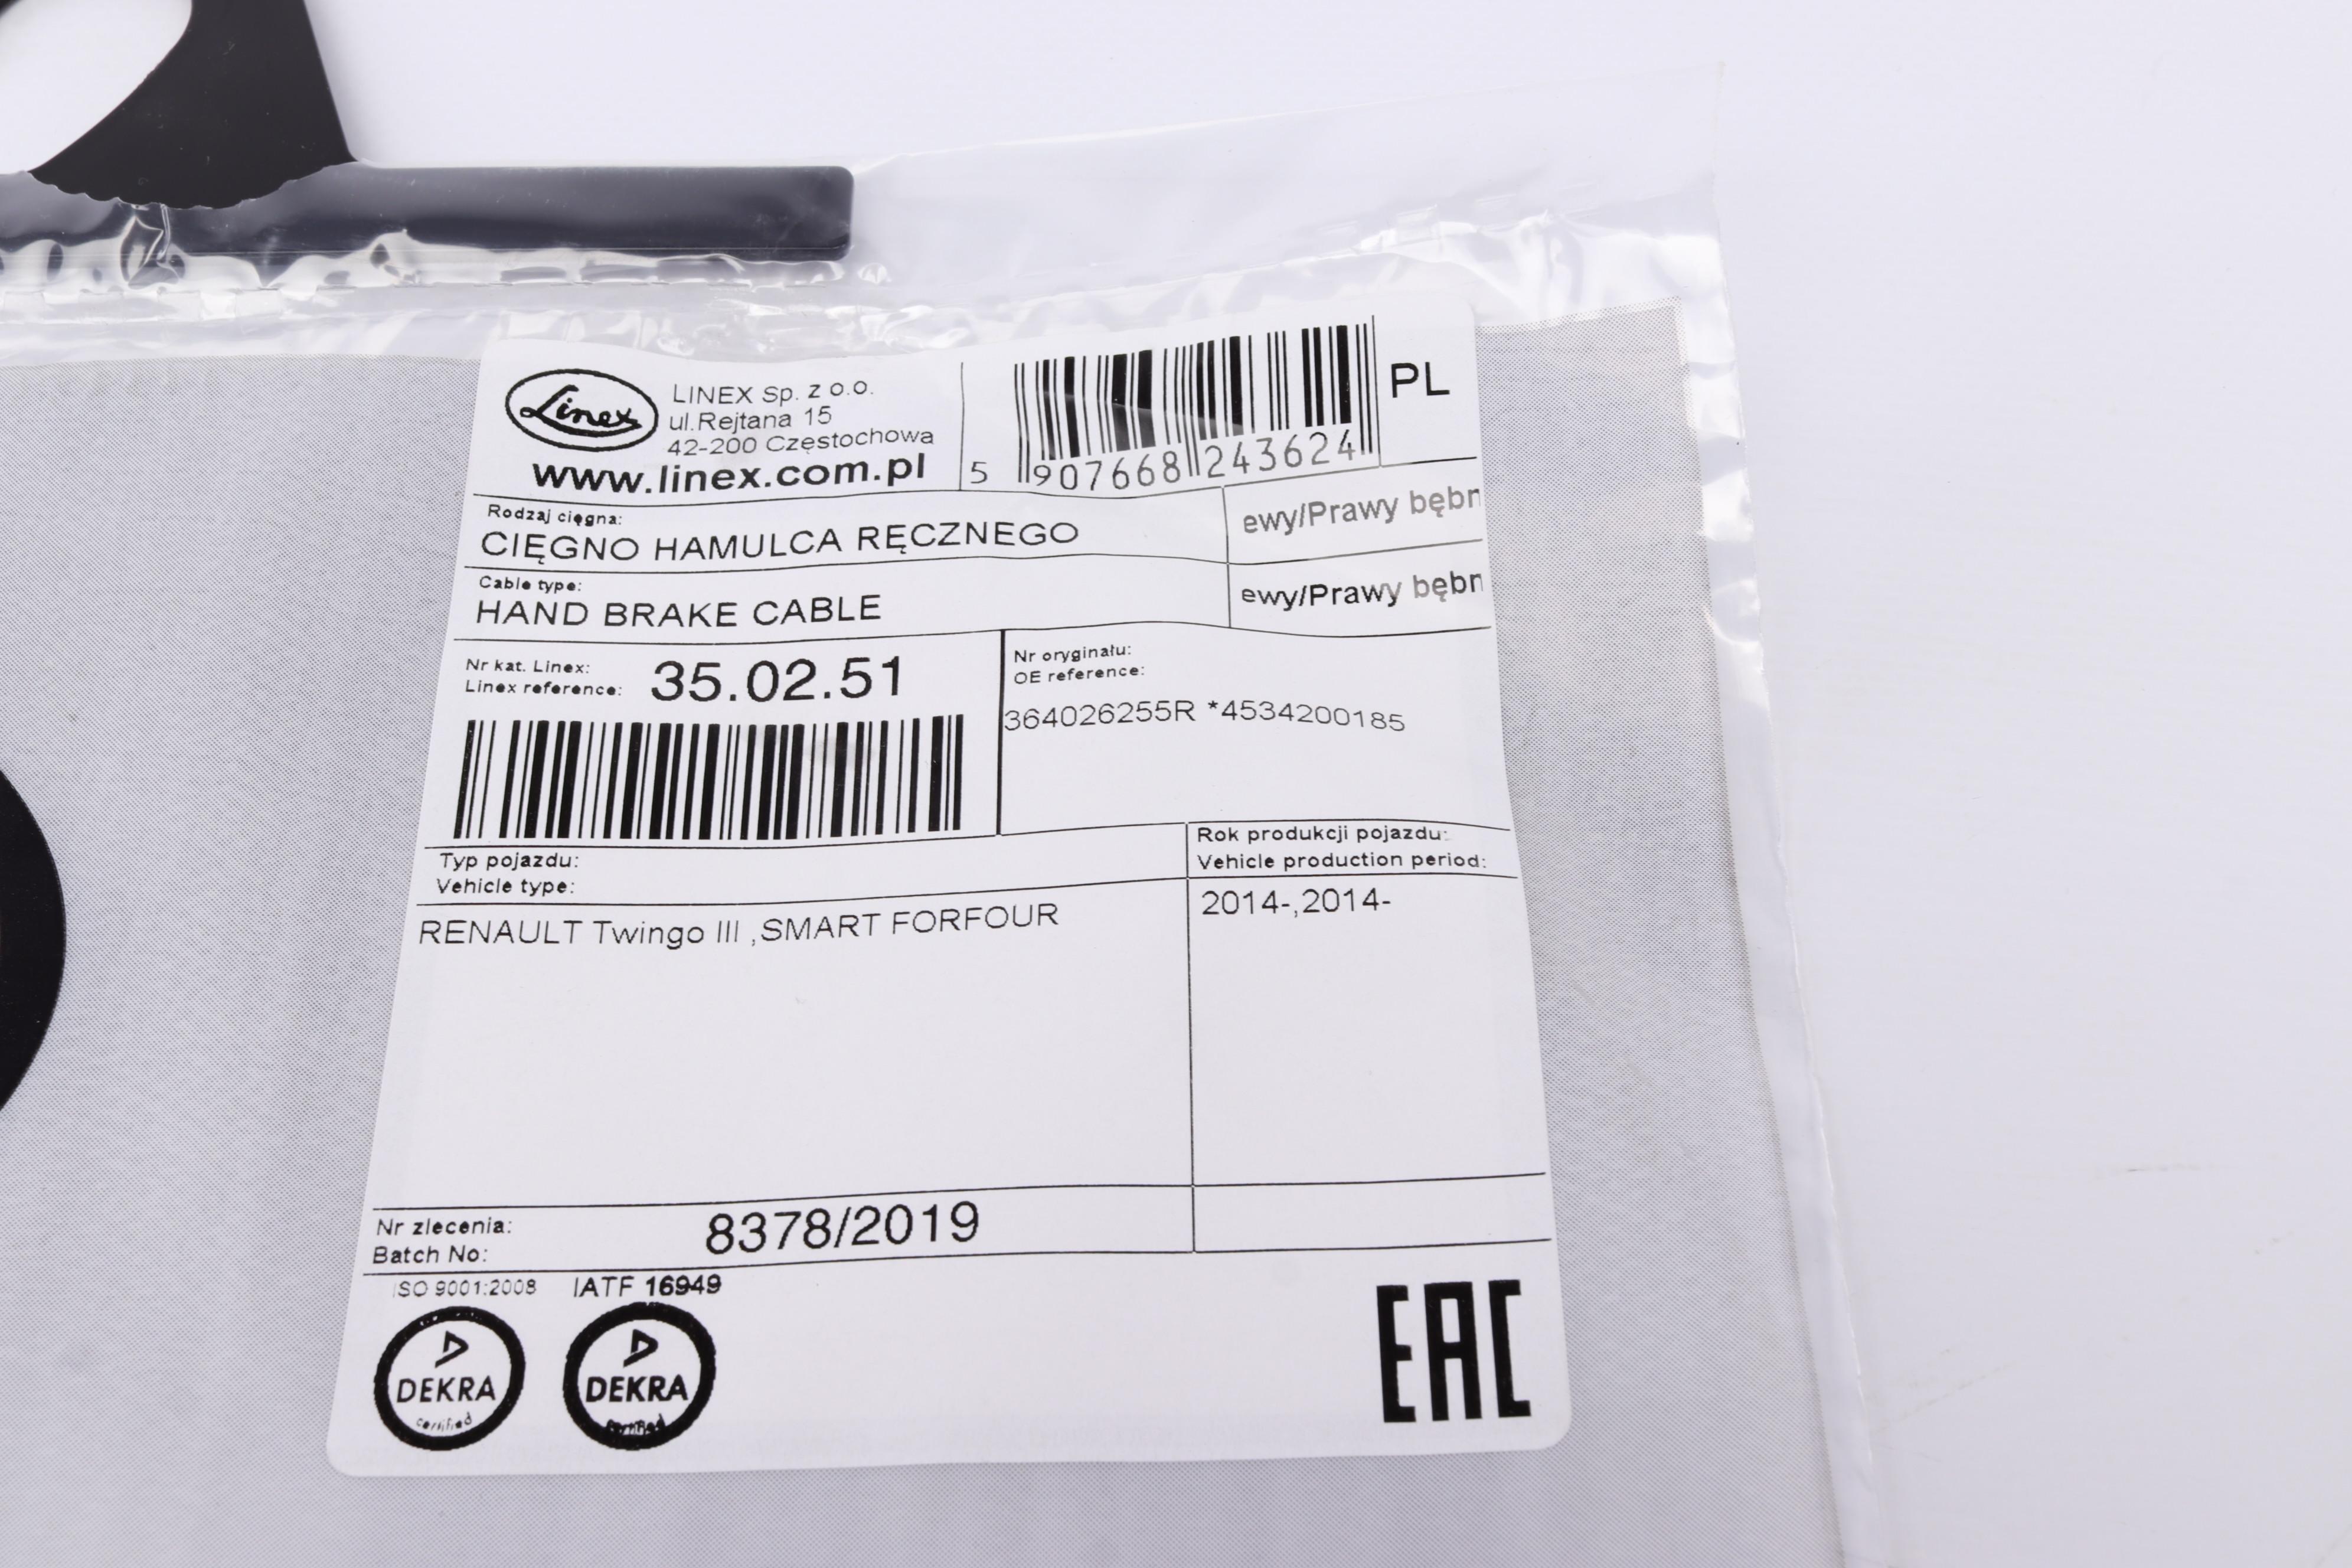 Linex
LINEX Sp. z o.o.
ul.Rejtana 15
42-200 Częstochowa
www.linex.com.pl
5 907668 243624
PL
Rodzaj cięgna:
CIĘGNO HAMULCA RĘCZNEGO
ewy/Prawy bębn
Cable type:
HAND BRAKE CABLE
ewy/Prawy bębn
Nr kat. Linex:
Linex reference:
35.02.51
Nr oryginału:
OE reference:
364026255R *4534200185
Typ pojazdu:
Vehicle type:
Rok produkcji pojazdu:
Vehicle production period:
RENAULT Twingo III ,SMART FORFOUR
2014-,2014-
Nr zlecenia:
Batch No:
8378/2019
ISO 9001:2008
IATF 16949
DEKRA
certified
DEKRA
certified
EAC